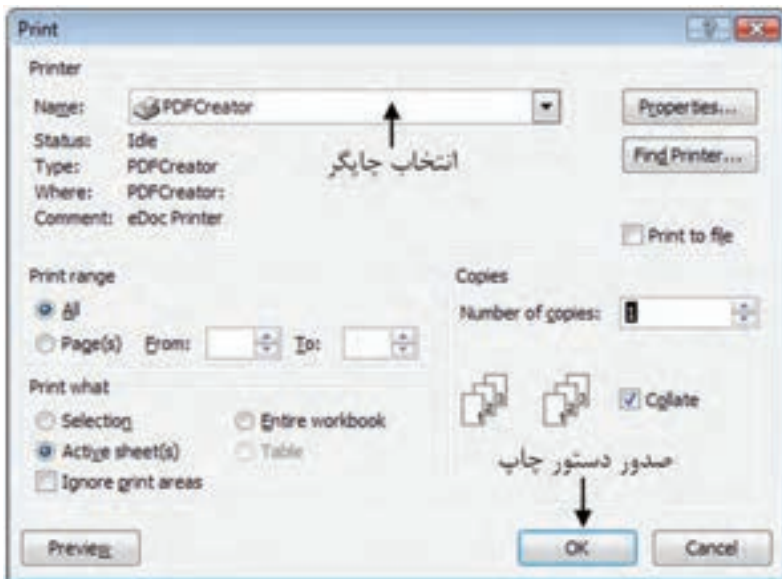 Print
Printer
Name: PDFCreator Properties...
Status: Idle
انتخاب چاپگر
Type: PDFCreator Find Printer...
Where: PDFCreator:
Comment: eDoc Printer
Print to file
Print range Copies
All Number of copies: 1
Page(s) From: To:
Print what
Selection Entire workbook Collate
Active sheet(s) Table
صدور دستور چاپ
Ignore print areas
Preview OK Cancel